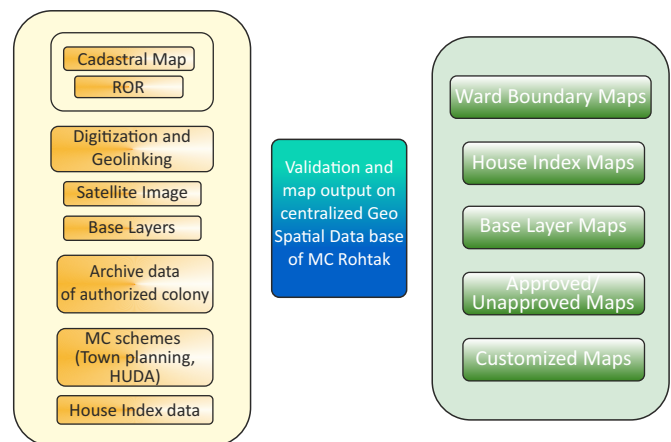 Cadastral Map
ROR
Digitization and
Geolinking
Satellite Image
Base Layers
Archive data
of authorized colony
MC schemes
(Town planning,
HUDA)
House Index data
Validation and
map output on
centralized Geo
Spatial Data base
of MC Rohtak
Ward Boundary Maps
House Index Maps
Base Layer Maps
Approved/
Unapproved Maps
Customized Maps